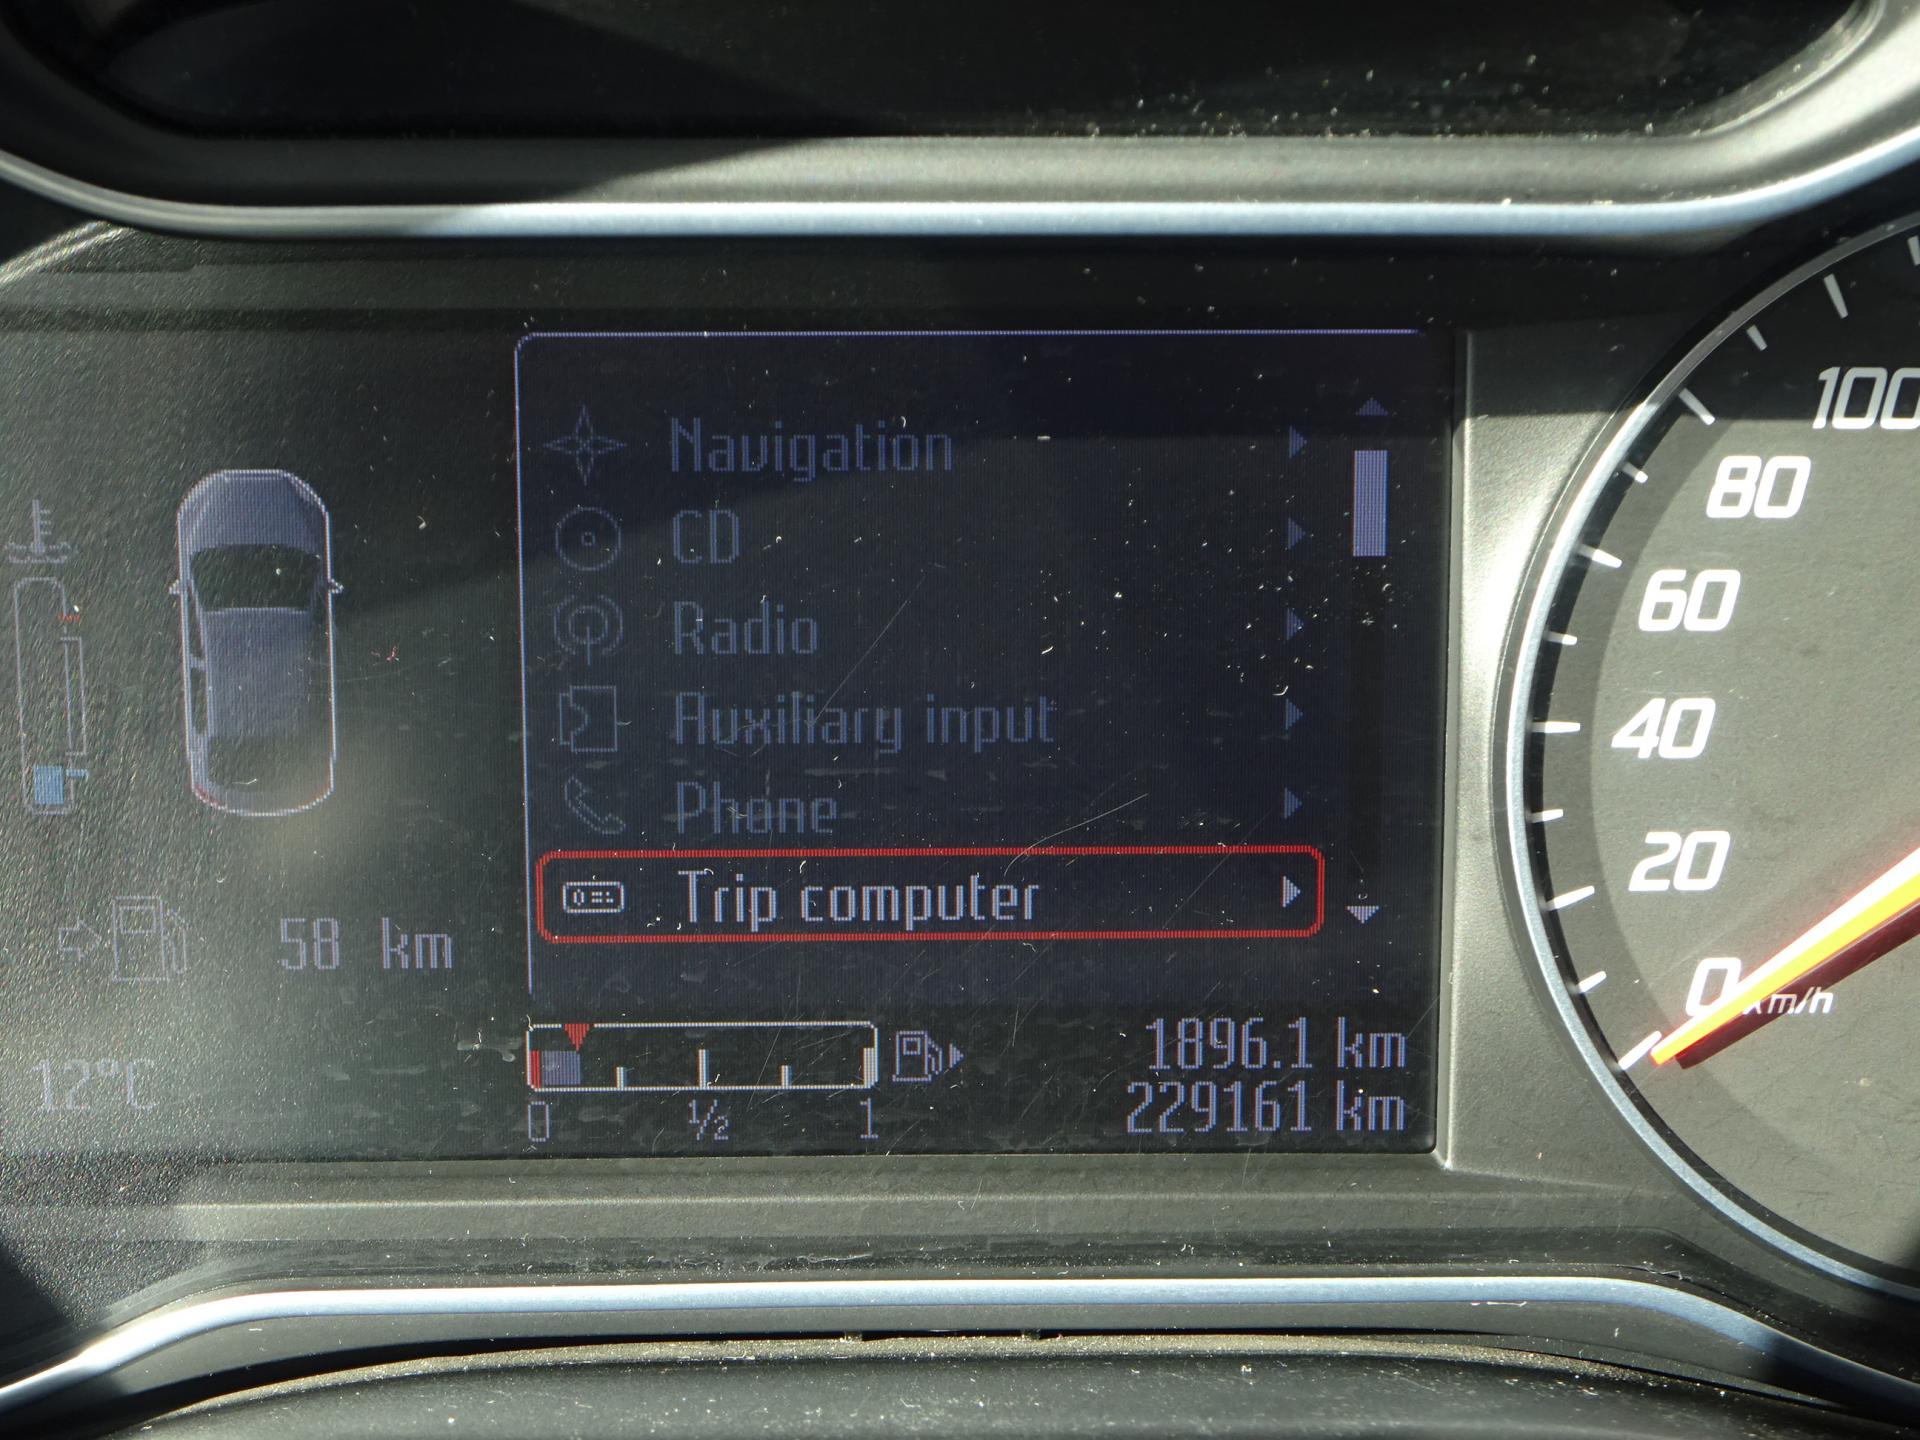 Navigation
CD
Radio
Auxiliary input
Phone
Trip computer
58 km
12°C
0 ½ 1
1896.1 km
229161 km
100
80
60
40
20
0
km/h